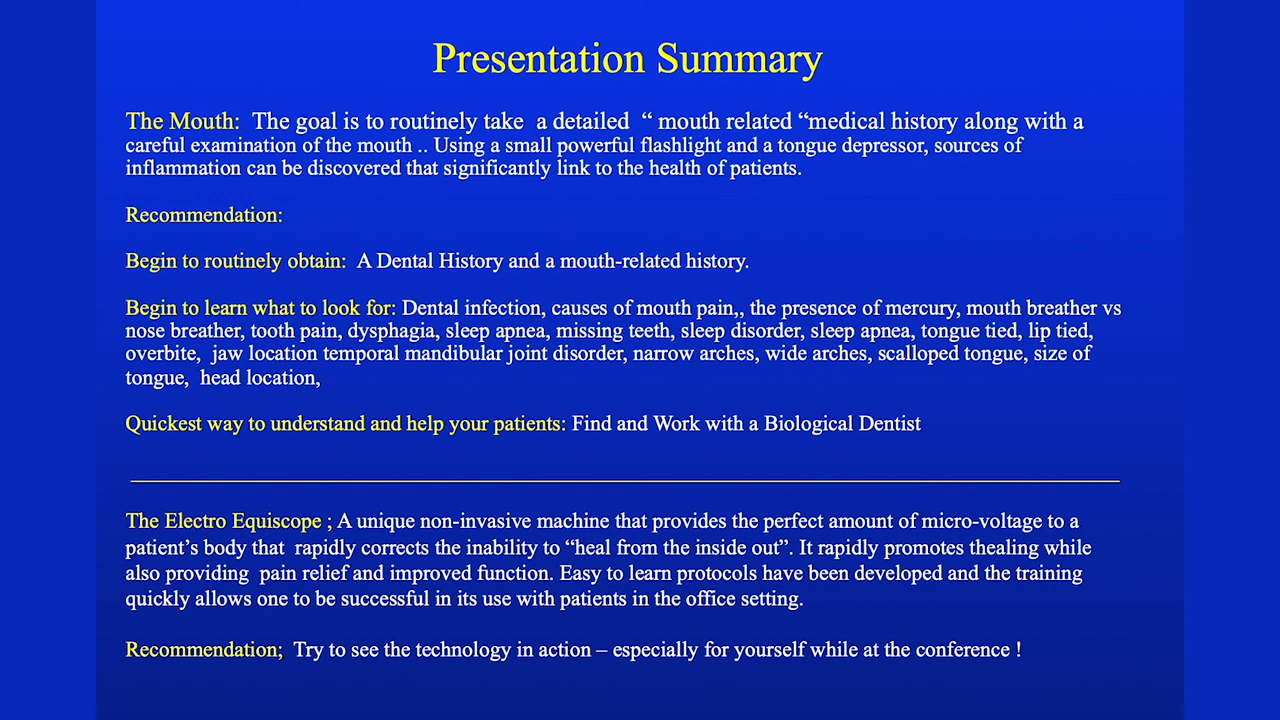 Presentation Summary
The Mouth:  The goal is to routinely take  a detailed  “ mouth related “medical history along with a
careful examination of the mouth .. Using a small powerful flashlight and a tongue depressor, sources of
inflammation can be discovered that significantly link to the health of patients.
Recommendation:
Begin to routinely obtain:  A Dental History and a mouth-related history.
Begin to learn what to look for: Dental infection, causes of mouth pain,, the presence of mercury, mouth breather vs
nose breather, tooth pain, dysphagia, sleep apnea, missing teeth, sleep disorder, sleep apnea, tongue tied, lip tied,
overbite,  jaw location temporal mandibular joint disorder, narrow arches, wide arches, scalloped tongue, size of
tongue,  head location,
Quickest way to understand and help your patients: Find and Work with a Biological Dentist
The Electro Equiscope ; A unique non-invasive machine that provides the perfect amount of micro-voltage to a
patient’s body that  rapidly corrects the inability to “heal from the inside out”. It rapidly promotes thealing while
also providing  pain relief and improved function. Easy to learn protocols have been developed and the training
quickly allows one to be successful in its use with patients in the office setting.
Recommendation;  Try to see the technology in action – especially for yourself while at the conference !